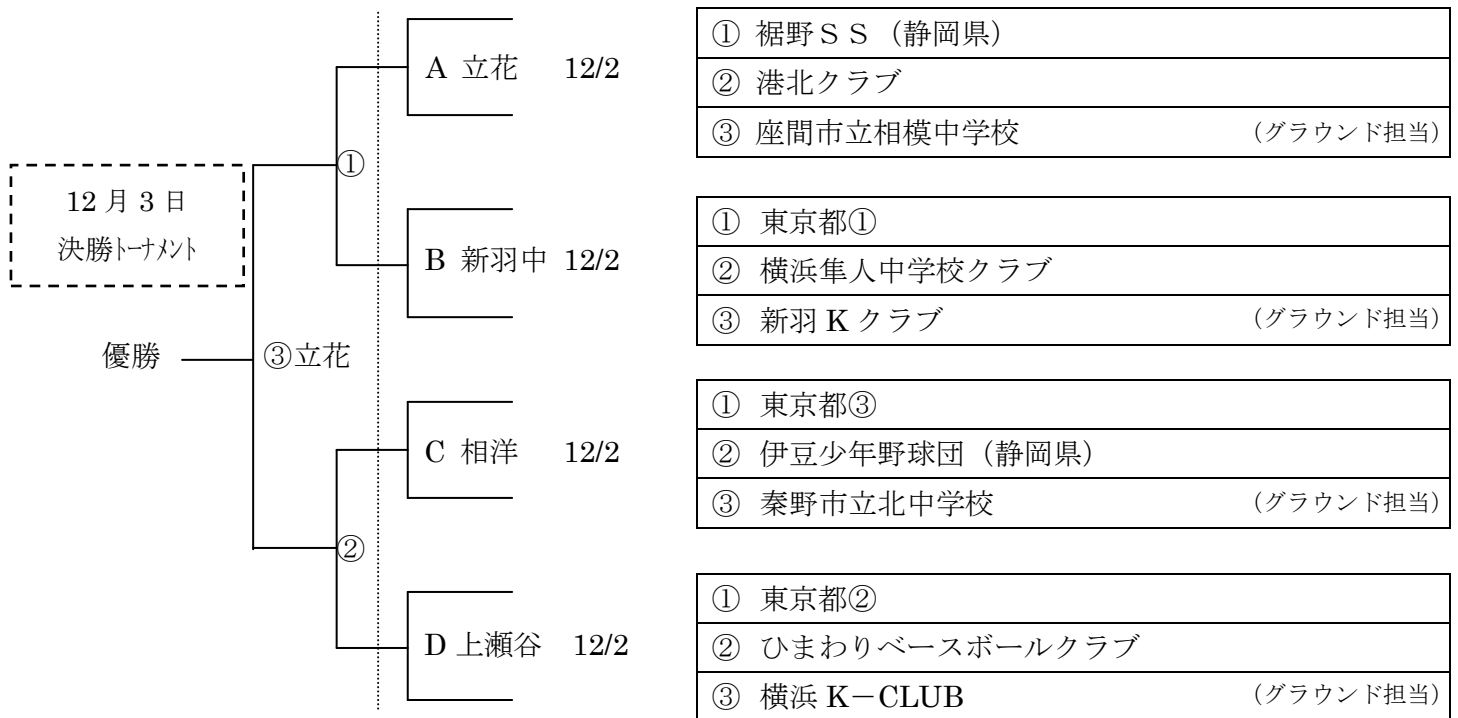 A 立花 12/2
① 裾野ＳＳ（静岡県）
② 港北クラブ
③ 座間市立相模中学校 （グラウンド担当）
①
12 月 3 日
決勝ﾄｰﾅﾒﾝﾄ
B 新羽中 12/2
① 東京都①
② 横浜隼人中学校クラブ
③ 新羽 K クラブ （グラウンド担当）
優勝
③立花
C 相洋 12/2
① 東京都③
② 伊豆少年野球団（静岡県）
③ 秦野市立北中学校 （グラウンド担当）
②
D 上瀬谷 12/2
① 東京都②
② ひまわりベースボールクラブ
③ 横浜 K－CLUB （グラウンド担当）